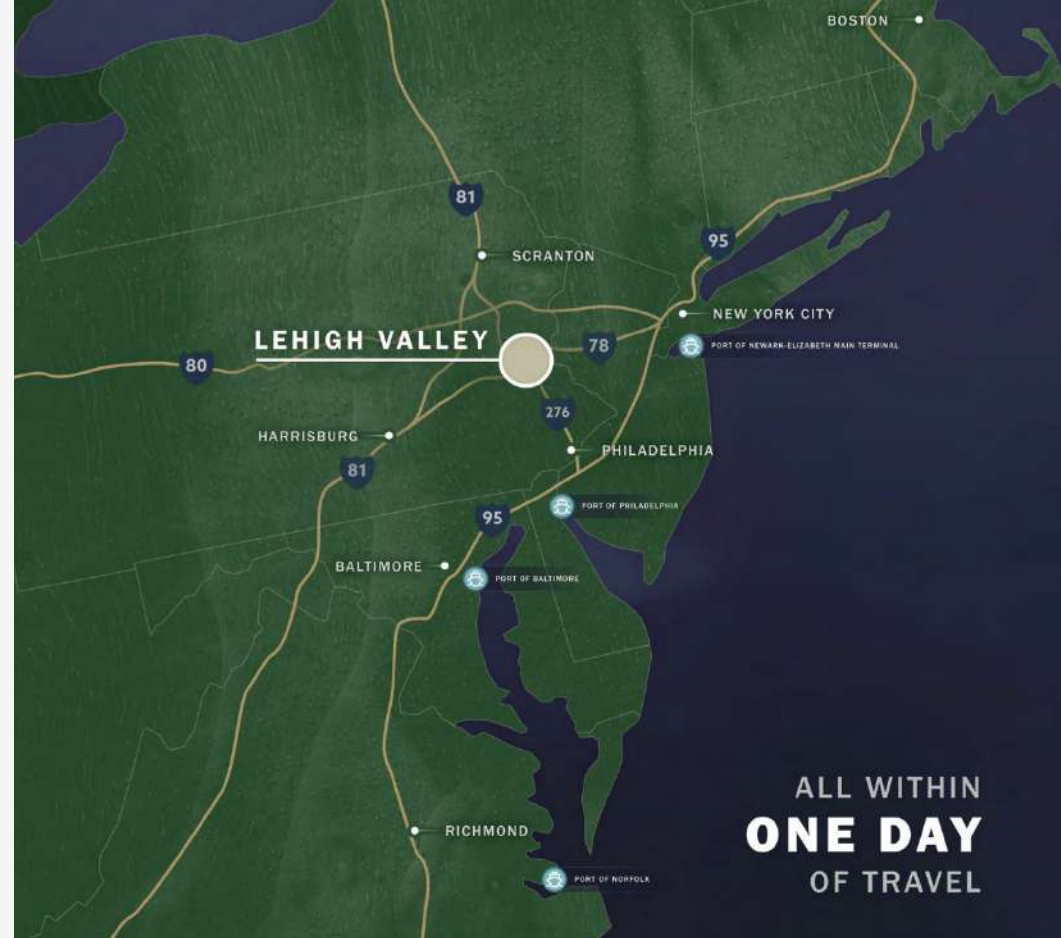 BOSTON
81
95
SCRANTON
NEW YORK CITY
LEHIGH VALLEY
78
PORT OF NEWARK-ELIZABETH MAIN TERMINAL
80
276
HARRISBURG
PHILADELPHIA
81
PORT OF PHILADELPHIA
95
BALTIMORE
PORT OF BALTIMORE
RICHMOND
PORT OF NORFOLK
ALL WITHIN
ONE DAY
OF TRAVEL